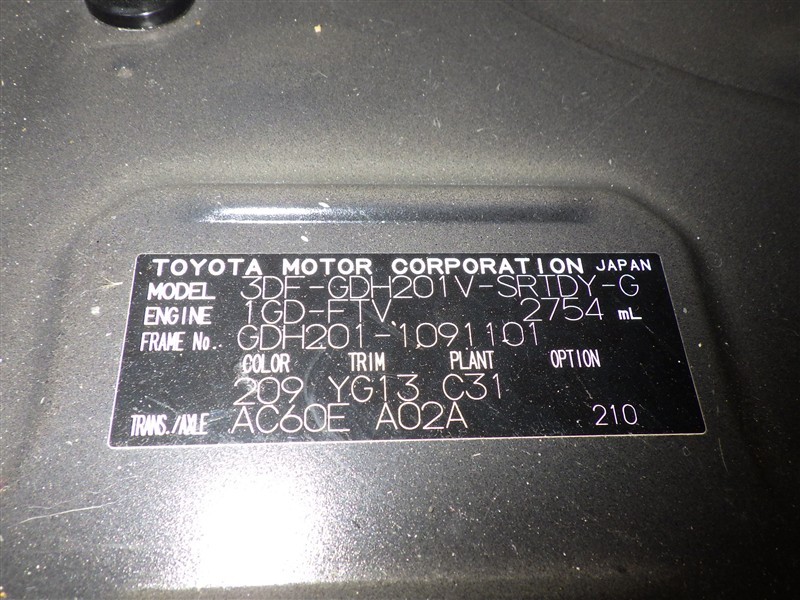 TOYOTA MOTOR CORPORATION JAPAN
MODEL 3DF-GDH201V-SRTDY-G
ENGINE 1GD-FTV 2754 mL
FRAME No. GDH201-1091101
COLOR TRIM PLANT OPTION
209 YG13 C31
TRANS./AXLE AC60E A02A 210